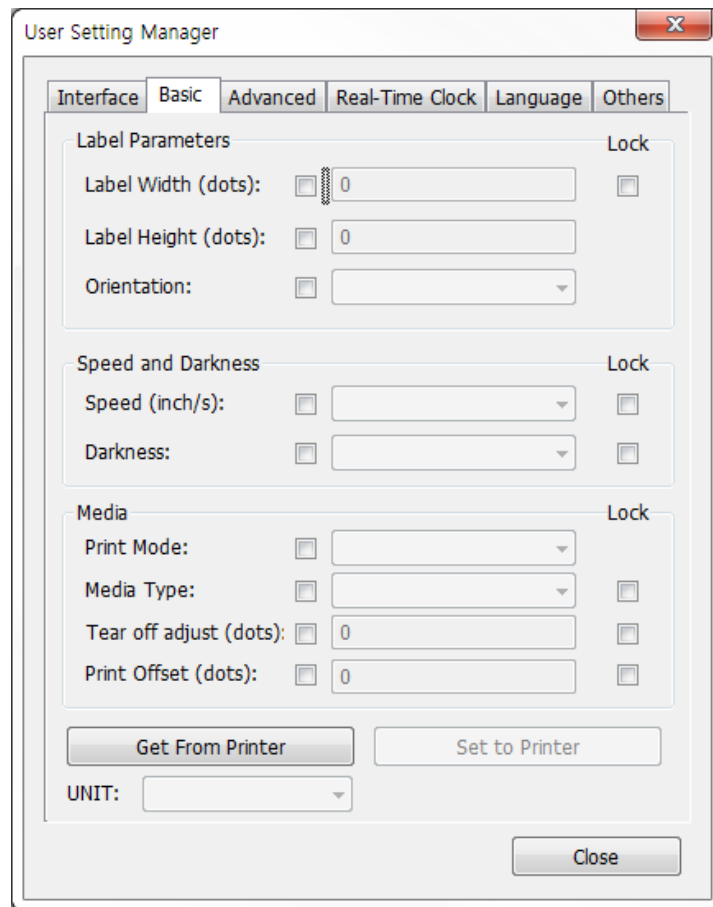 User Setting Manager
Interface Basic Advanced Real-Time Clock Language Others
Label Parameters Lock
Label Width (dots): 0
Label Height (dots): 0
Orientation:
Speed and Darkness Lock
Speed (inch/s):
Darkness:
Media Lock
Print Mode:
Media Type:
Tear off adjust (dots): 0
Print Offset (dots): 0
Get From Printer Set to Printer
UNIT:
Close